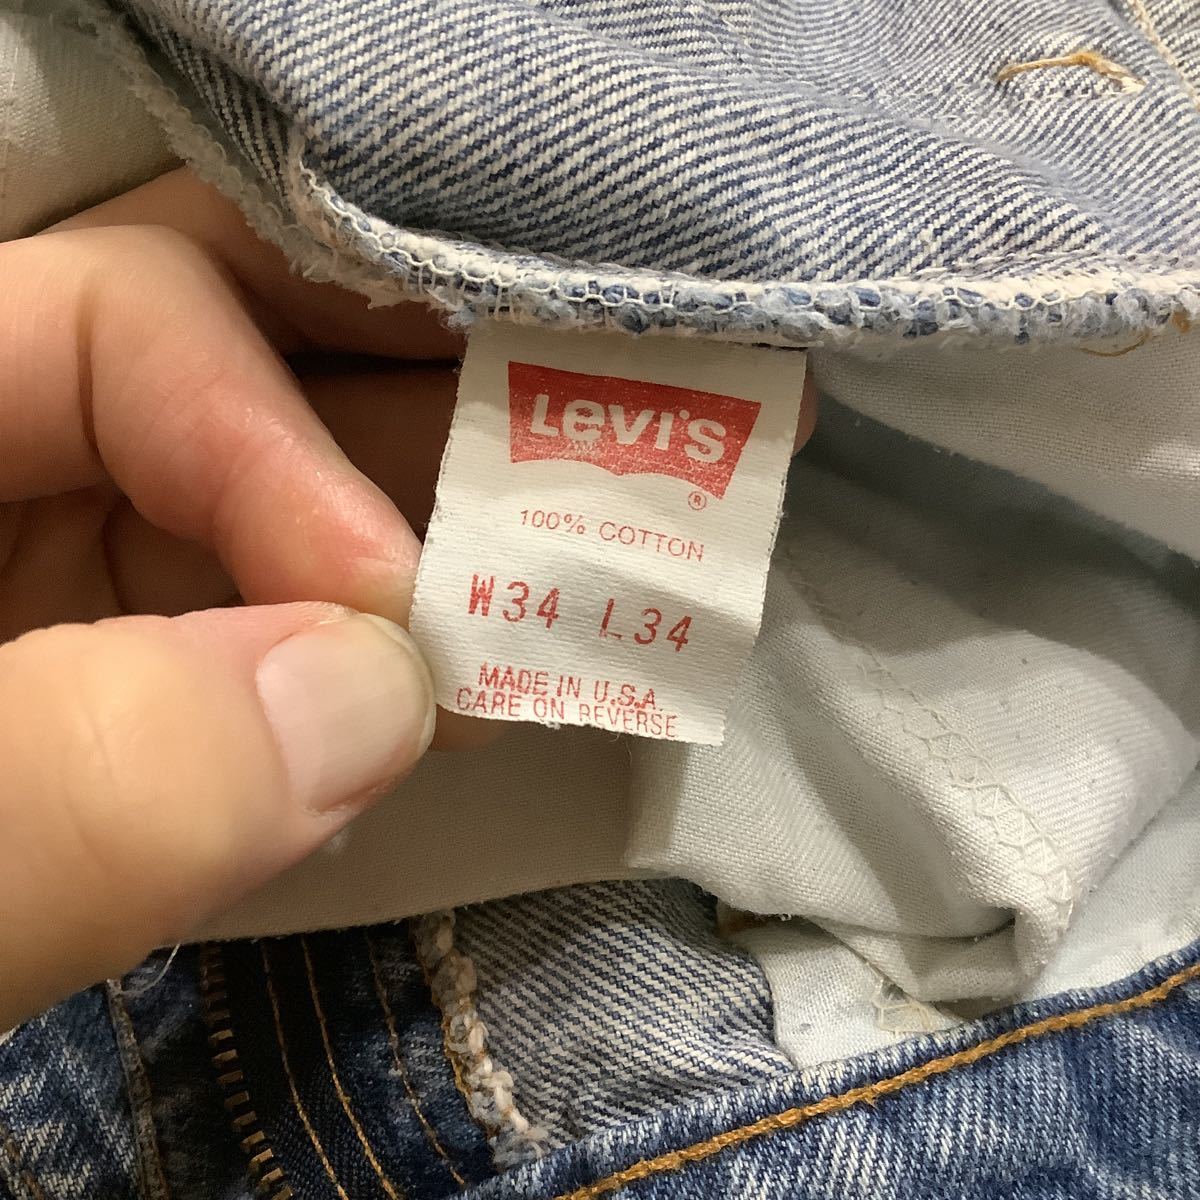 Levi's
®
100% COTTON
W34 L34
MADE IN U.S.A.
CARE ON REVERSE